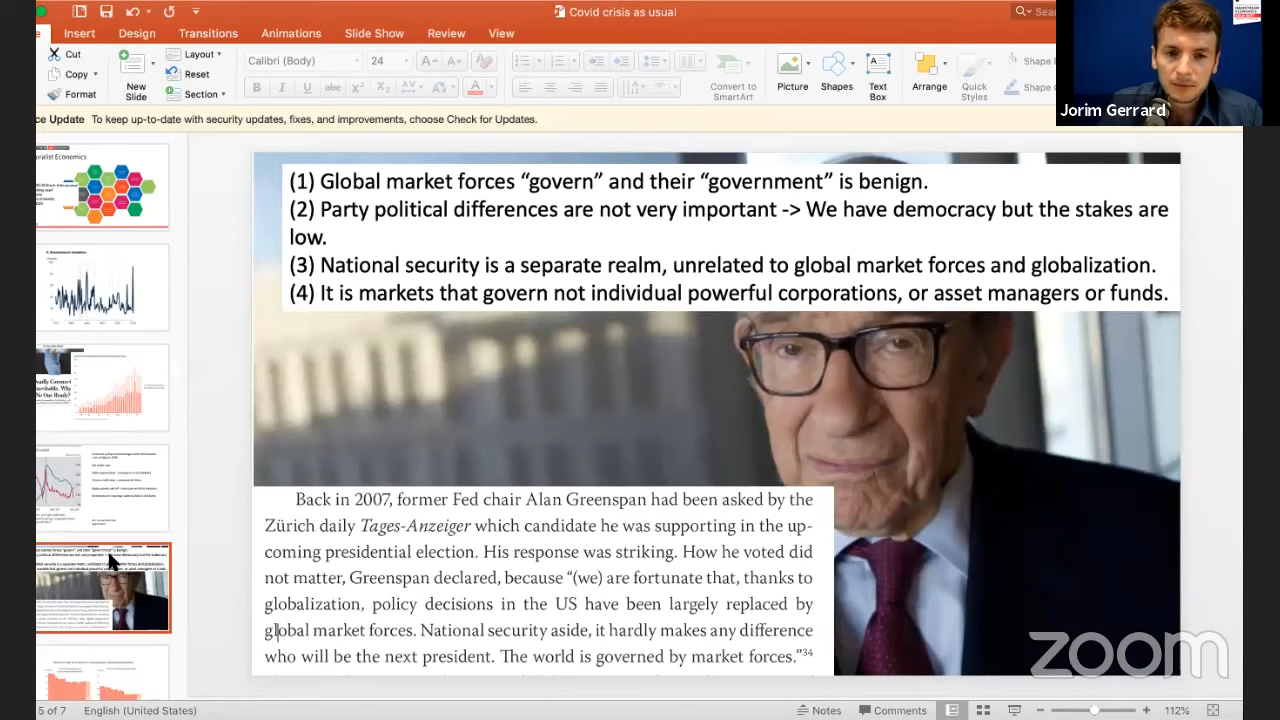 Covid crisis as usual
Insert Design Transitions Animations Slide Show Review View
Cut
Copy
Format
New
Slide
Layout
Reset
Section
Calibri (Body) 24
Convert to
SmartArt
Picture
Shapes
Text
Box
Arrange
Quick
Styles
Shape
Shape
MAINSTREAM
ECONOMICS
Jorim Gerrard
ce Update To keep up-to-date with security updates, fixes, and improvements, choose Check for Updates.
uralist Economics
(1) Global market forces “govern” and their “government” is benign.
(2) Party political differences are not very important -> We have democracy but the stakes are
low.
(3) National security is a separate realm, unrelated to global market forces and globalization.
(4) It is markets that govern not individual powerful corporations, or asset managers or funds.
Back in 2007, former Fed chair Alan Greenspan had been asked by the
Zürich daily Tages-Anzeiger which candidate he was supporting in the up-
coming presidential election. His response was striking. How he voted did
not matter, Greenspan declared, because “(we) are fortunate that, thanks to
globalization, policy decisions in the US have been largely replaced by
global market forces. National security aside, it hardly makes any difference
who will be the next president. The world is governed by market forces.”34
zoom
5 of 7 English (United States) Notes Comments 112%